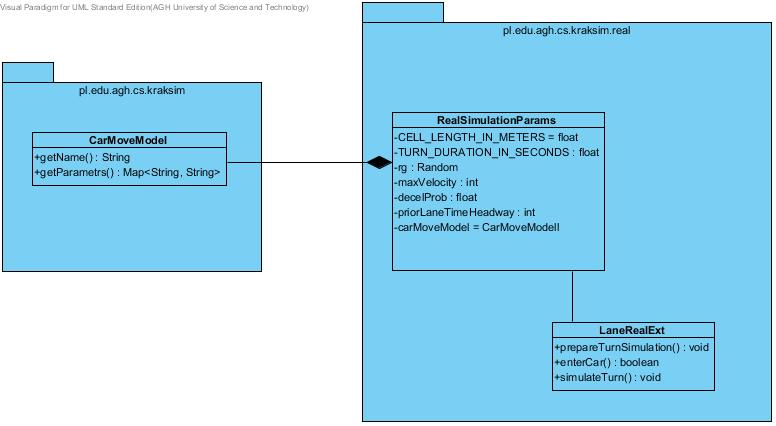 Visual Paradigm for UML Standard Edition(AGH University of Science and Technology)
pl.edu.agh.cs.kraksim
CarMoveModel
+getName() : String
+getParametrs() : Map<String, String>
pl.edu.agh.cs.kraksim.real
RealSimulationParams
-CELL_LENGTH_IN_METERS = float
-TURN_DURATION_IN_SECONDS : float
-rg : Random
-maxVelocity : int
-decelProb : float
-priorLaneTimeHeadway : int
-carMoveModel = CarMoveModell
LaneRealExt
+prepareTurnSimulation() : void
+enterCar() : boolean
+simulateTurn() : void